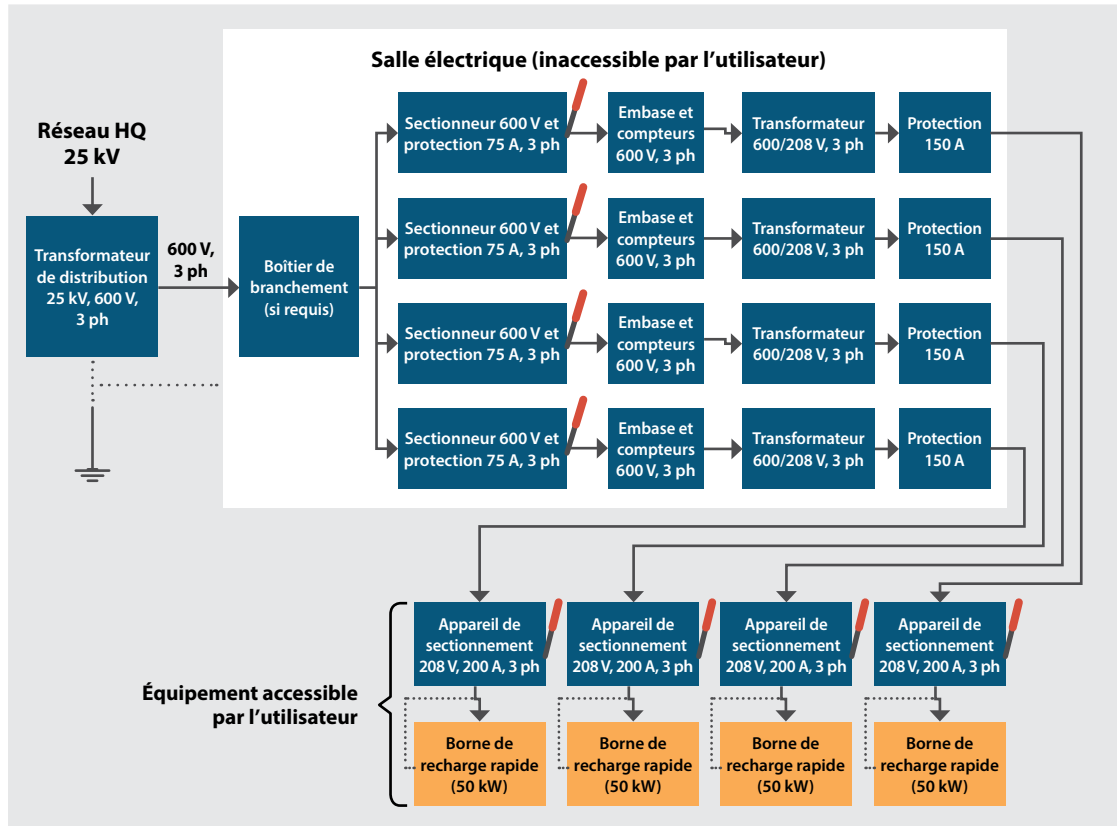 Salle électrique (inaccessible par l’utilisateur)
Réseau HQ
25 kV
Transformateur
de distribution
25 kV, 600 V,
3 ph
600 V,
3 ph
Boîtier de
branchement
(si requis)
Sectionneur 600 V et
protection 75 A, 3 ph
Embase et
compteurs
600 V, 3 ph
Transformateur
600/208 V, 3 ph
Protection
150 A
Sectionneur 600 V et
protection 75 A, 3 ph
Embase et
compteurs
600 V, 3 ph
Transformateur
600/208 V, 3 ph
Protection
150 A
Sectionneur 600 V et
protection 75 A, 3 ph
Embase et
compteurs
600 V, 3 ph
Transformateur
600/208 V, 3 ph
Protection
150 A
Sectionneur 600 V et
protection 75 A, 3 ph
Embase et
compteurs
600 V, 3 ph
Transformateur
600/208 V, 3 ph
Protection
150 A
Équipement accessible
par l’utilisateur
Appareil de
sectionnement
208 V, 200 A, 3 ph
Appareil de
sectionnement
208 V, 200 A, 3 ph
Appareil de
sectionnement
208 V, 200 A, 3 ph
Appareil de
sectionnement
208 V, 200 A, 3 ph
Borne de
recharge rapide
(50 kW)
Borne de
recharge rapide
(50 kW)
Borne de
recharge rapide
(50 kW)
Borne de
recharge rapide
(50 kW)